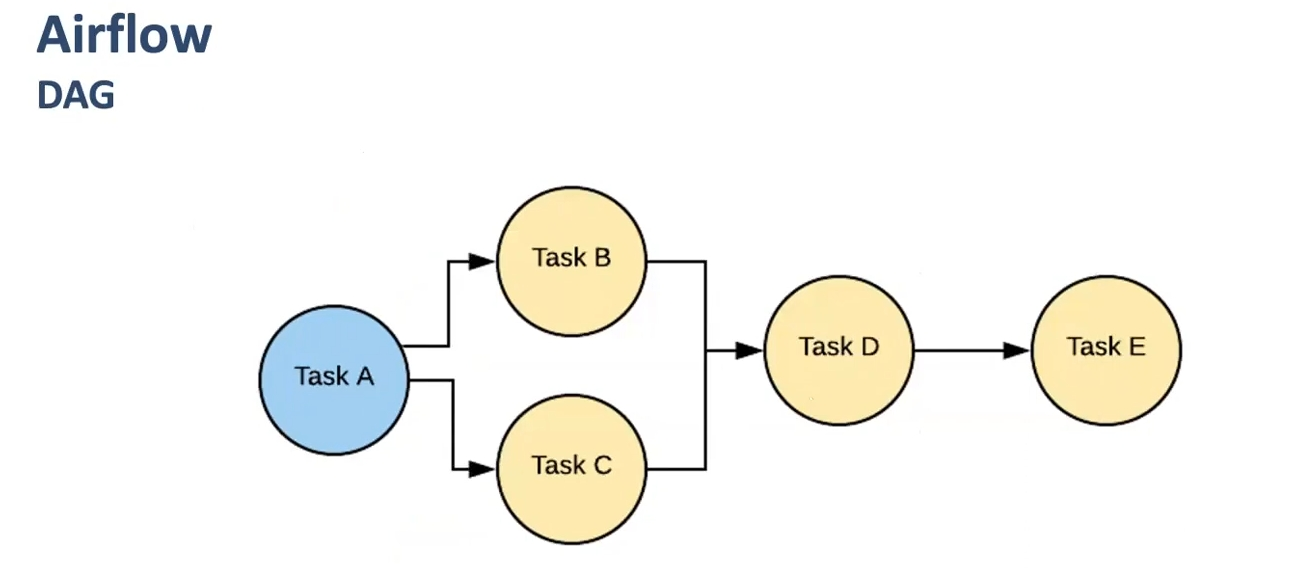 Airflow
DAG
Task B
Task A
Task D
Task E
Task C